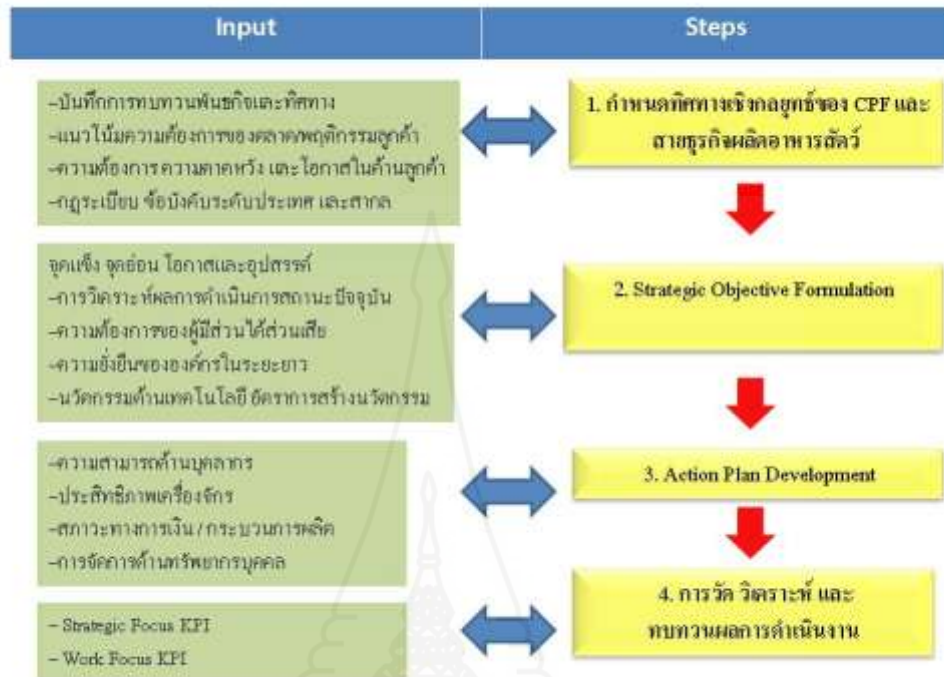 Input
Steps
–บันทึกการทบทวนพันธกิจและทิศทาง
–แนวโน้มความต้องการของตลาด/พฤติกรรมลูกค้า
–ความต้องการ ความคาดหวัง และโอกาสในด้านลูกค้า
–กฎระเบียบ ข้อบังคับระดับประเทศ และสากล
1. กำหนดทิศทางเชิงกลยุทธ์ของ CPF และ
สายธุรกิจผลิตอาหารสัตว์
จุดแข็ง จุดอ่อน โอกาสและอุปสรรค์
–การวิเคราะห์ผลการดำเนินการสถานะปัจจุบัน
–ความต้องการของผู้มีส่วนได้ส่วนเสีย
–ความยั่งยืนขององค์กรในระยะยาว
–นวัตกรรมด้านเทคโนโลยี อัตราการสร้างนวัตกรรม
2. Strategic Objective Formulation
–ความสามารถด้านบุคลากร
–ประสิทธิภาพเครื่องจักร
–สภาวะทางการเงิน / กระบวนการผลิต
–การจัดการด้านทรัพยากรบุคคล
3. Action Plan Development
– Strategic Focus KPI
– Work Focus KPI
4. การวัด วิเคราะห์ และ
ทบทวนผลการดำเนินงาน